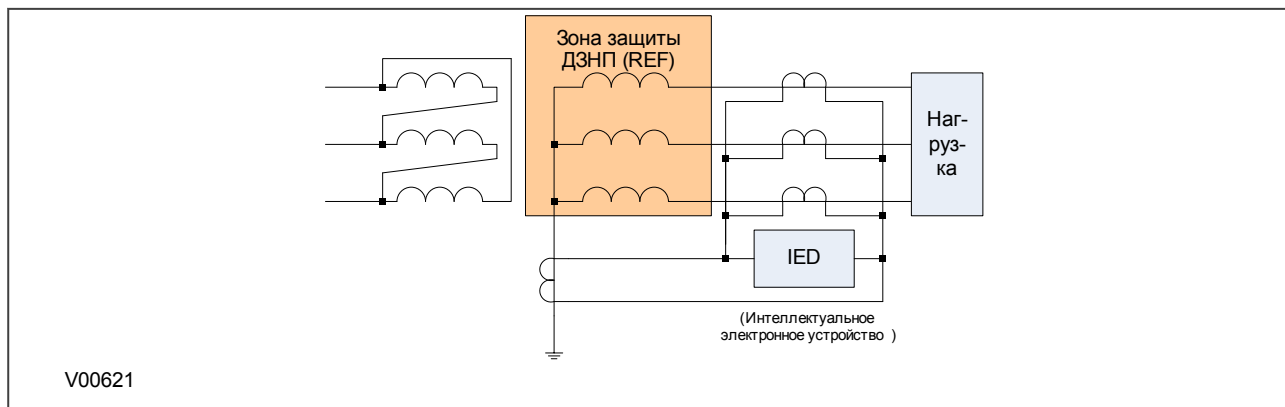 Зона защиты
ДЗНП (REF)
Наг-
руз-
ка
IED
(Интеллектуальное
электронное устройство )
V00621